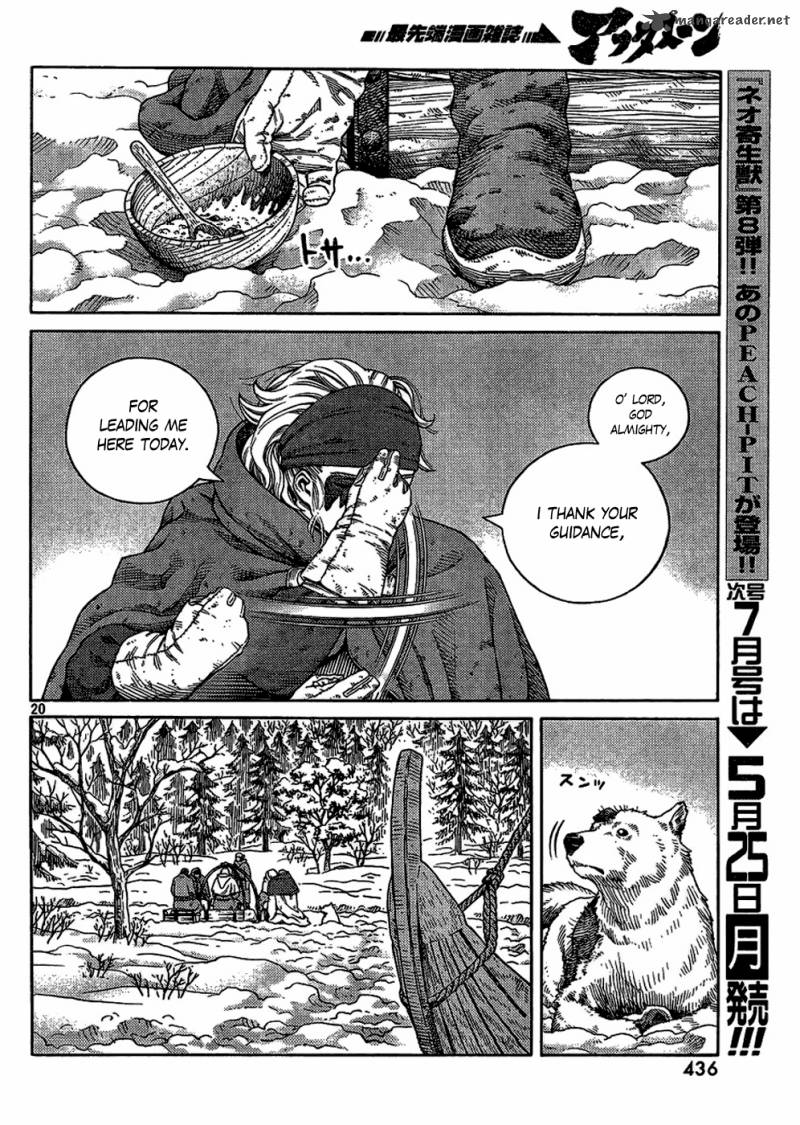 最先端漫画雑誌
アフタヌーン
mangareader.net
『ネオ寄生獣』第8弾!! あのPEACH-PITが登場!!
次号7月号は
5月25日月発売!!!
トサ…
O' LORD,
GOD
ALMIGHTY,
I THANK YOUR
GUIDANCE,
FOR
LEADING ME
HERE TODAY.
20
スンッ
436